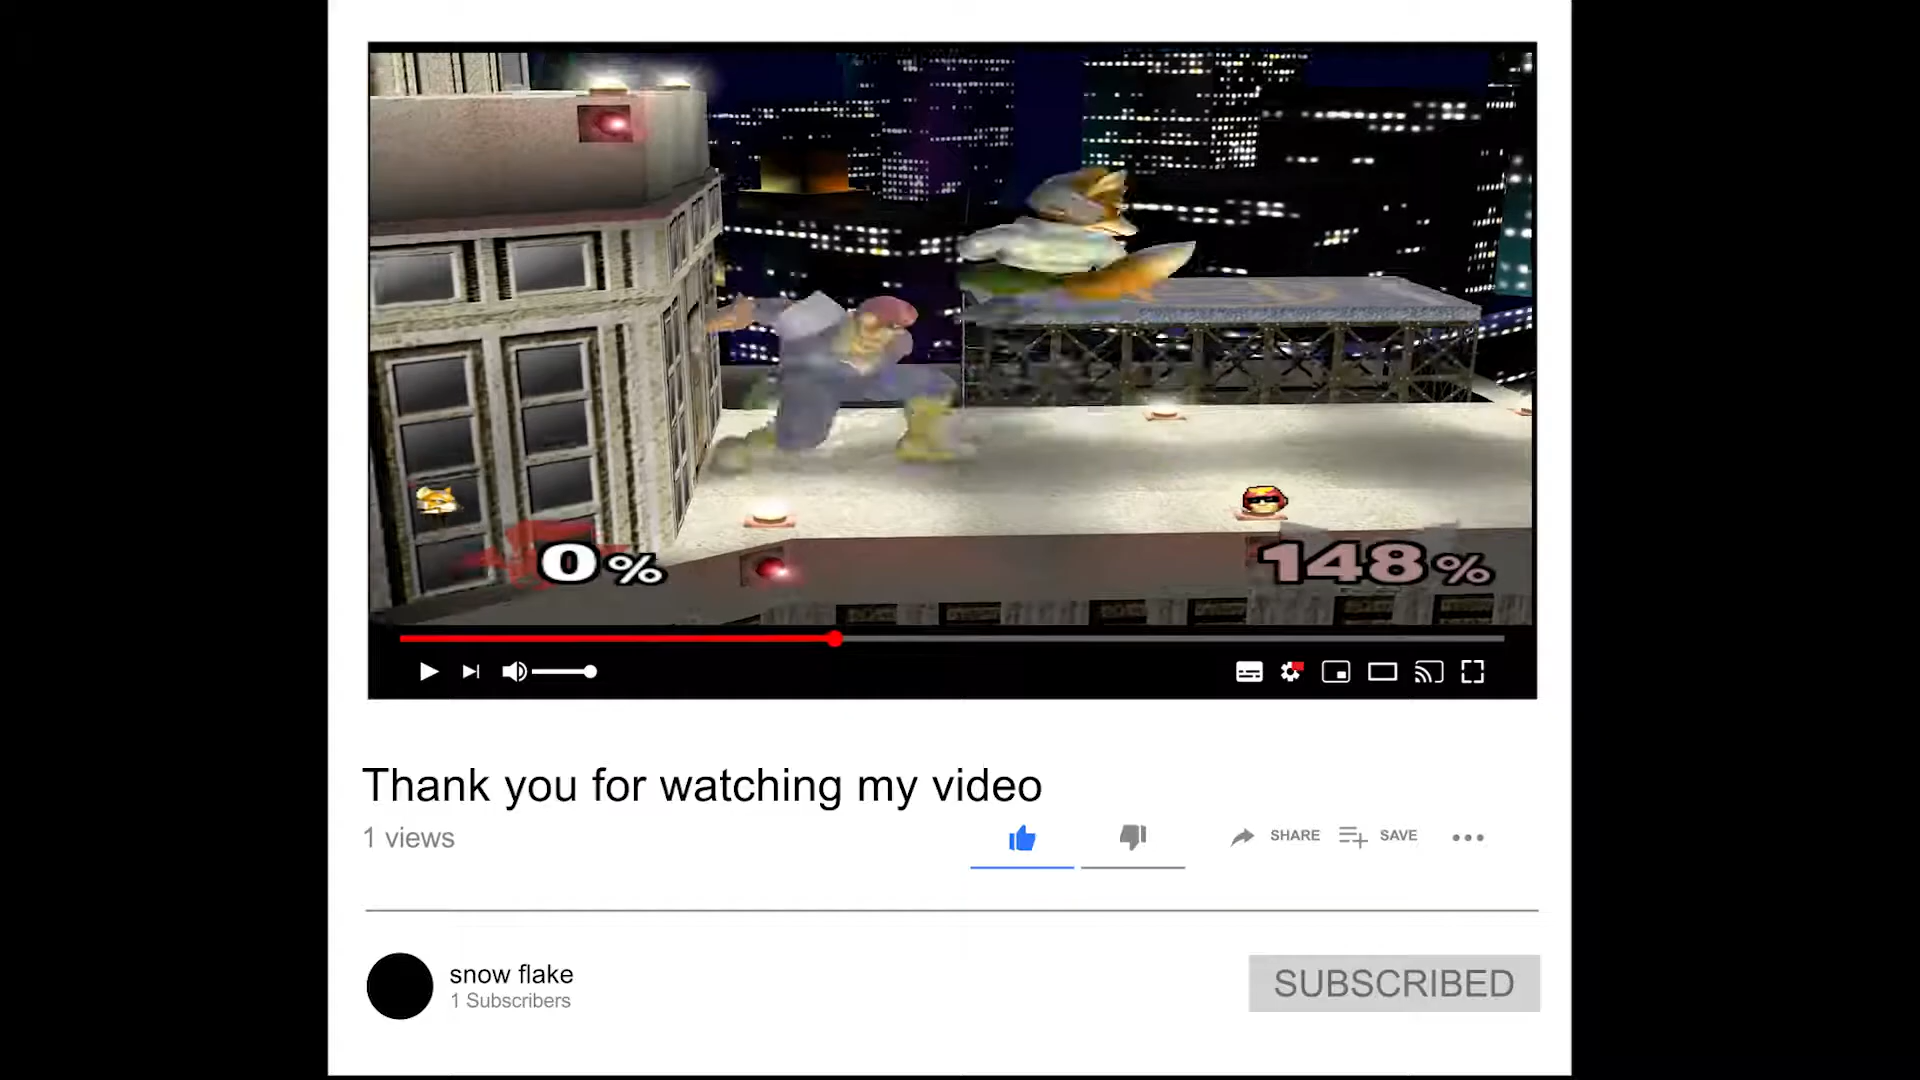 0%
148%
Thank you for watching my video
1 views
SHARE
SAVE
snow flake
1 Subscribers
SUBSCRIBED